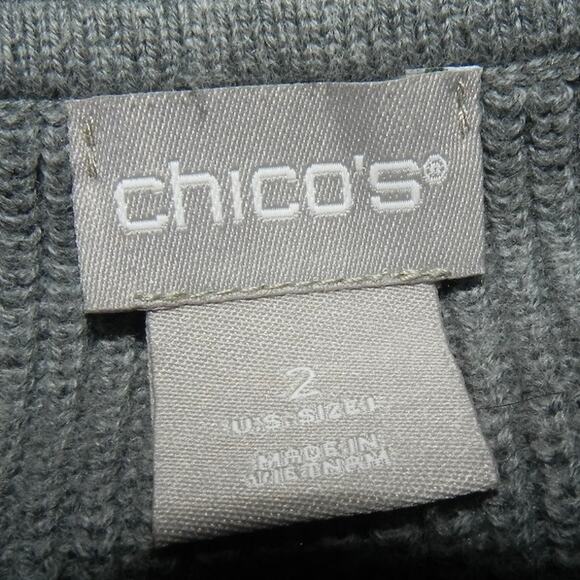 chico's®
2
U.S. SIZE L
MADE IN
VIETNAM